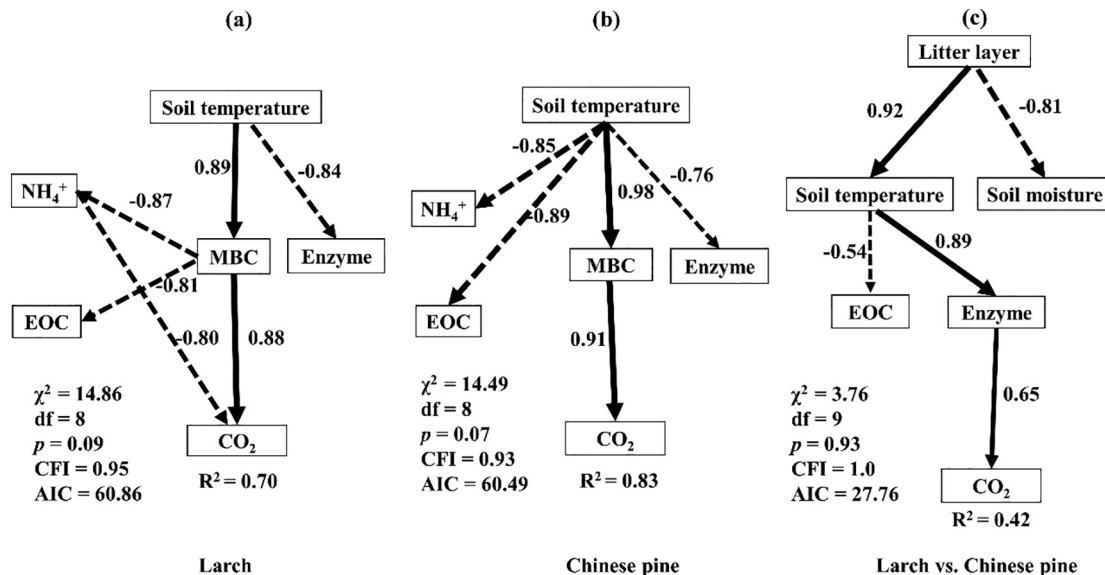 (a)
Soil temperature
0.89
-0.84
NH₄⁺
-0.87
MBC
Enzyme
-0.81
EOC
-0.80
0.88
χ² = 14.86
df = 8
p = 0.09
CFI = 0.95
AIC = 60.86
CO₂
R² = 0.70
Larch
(b)
Soil temperature
-0.85
-0.76
0.98
NH₄⁺
-0.89
MBC
Enzyme
EOC
0.91
χ² = 14.49
df = 8
p = 0.07
CFI = 0.93
AIC = 60.49
CO₂
R² = 0.83
Chinese pine
(c)
Litter layer
0.92
-0.81
Soil temperature
Soil moisture
-0.54
0.89
EOC
Enzyme
0.65
χ² = 3.76
df = 9
p = 0.93
CFI = 1.0
AIC = 27.76
CO₂
R² = 0.42
Larch vs. Chinese pine